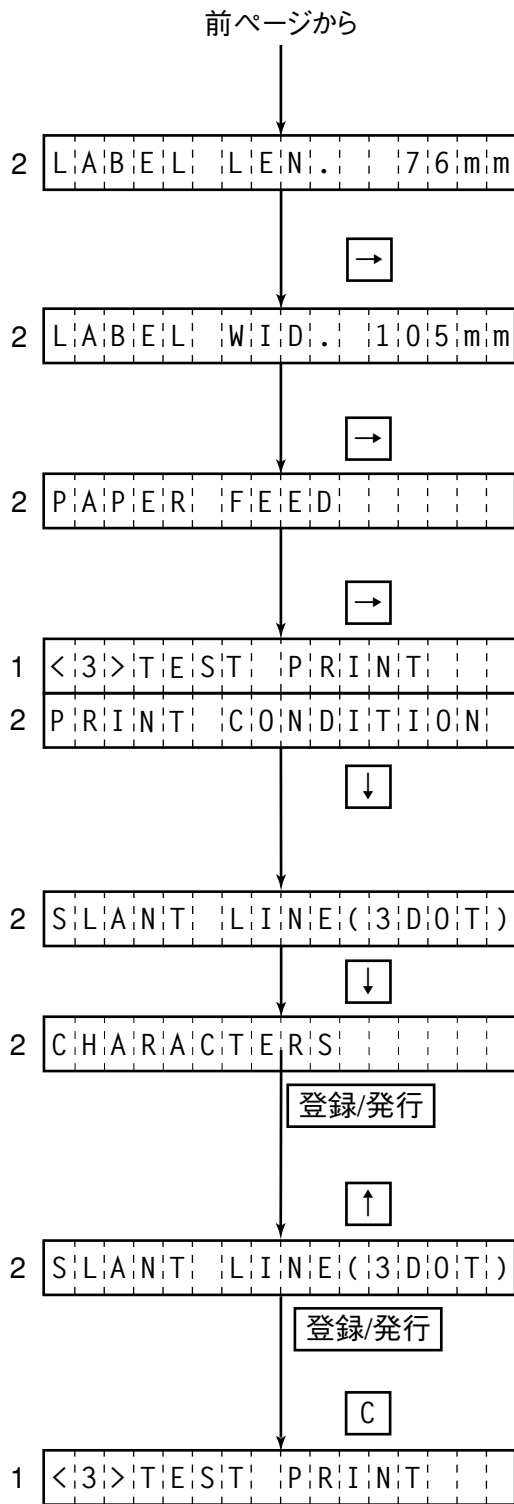 前ページから
2 LABEL LEN.  76mm
→
2 LABEL WID. 105mm
→
2 PAPER FEED
→
1 <3>TEST PRINT
2 PRINT CONDITION
↓
2 SLANT LINE(3DOT)
↓
2 CHARACTERS
登録/発行
↑
2 SLANT LINE(3DOT)
登録/発行
C
1 <3>TEST PRINT